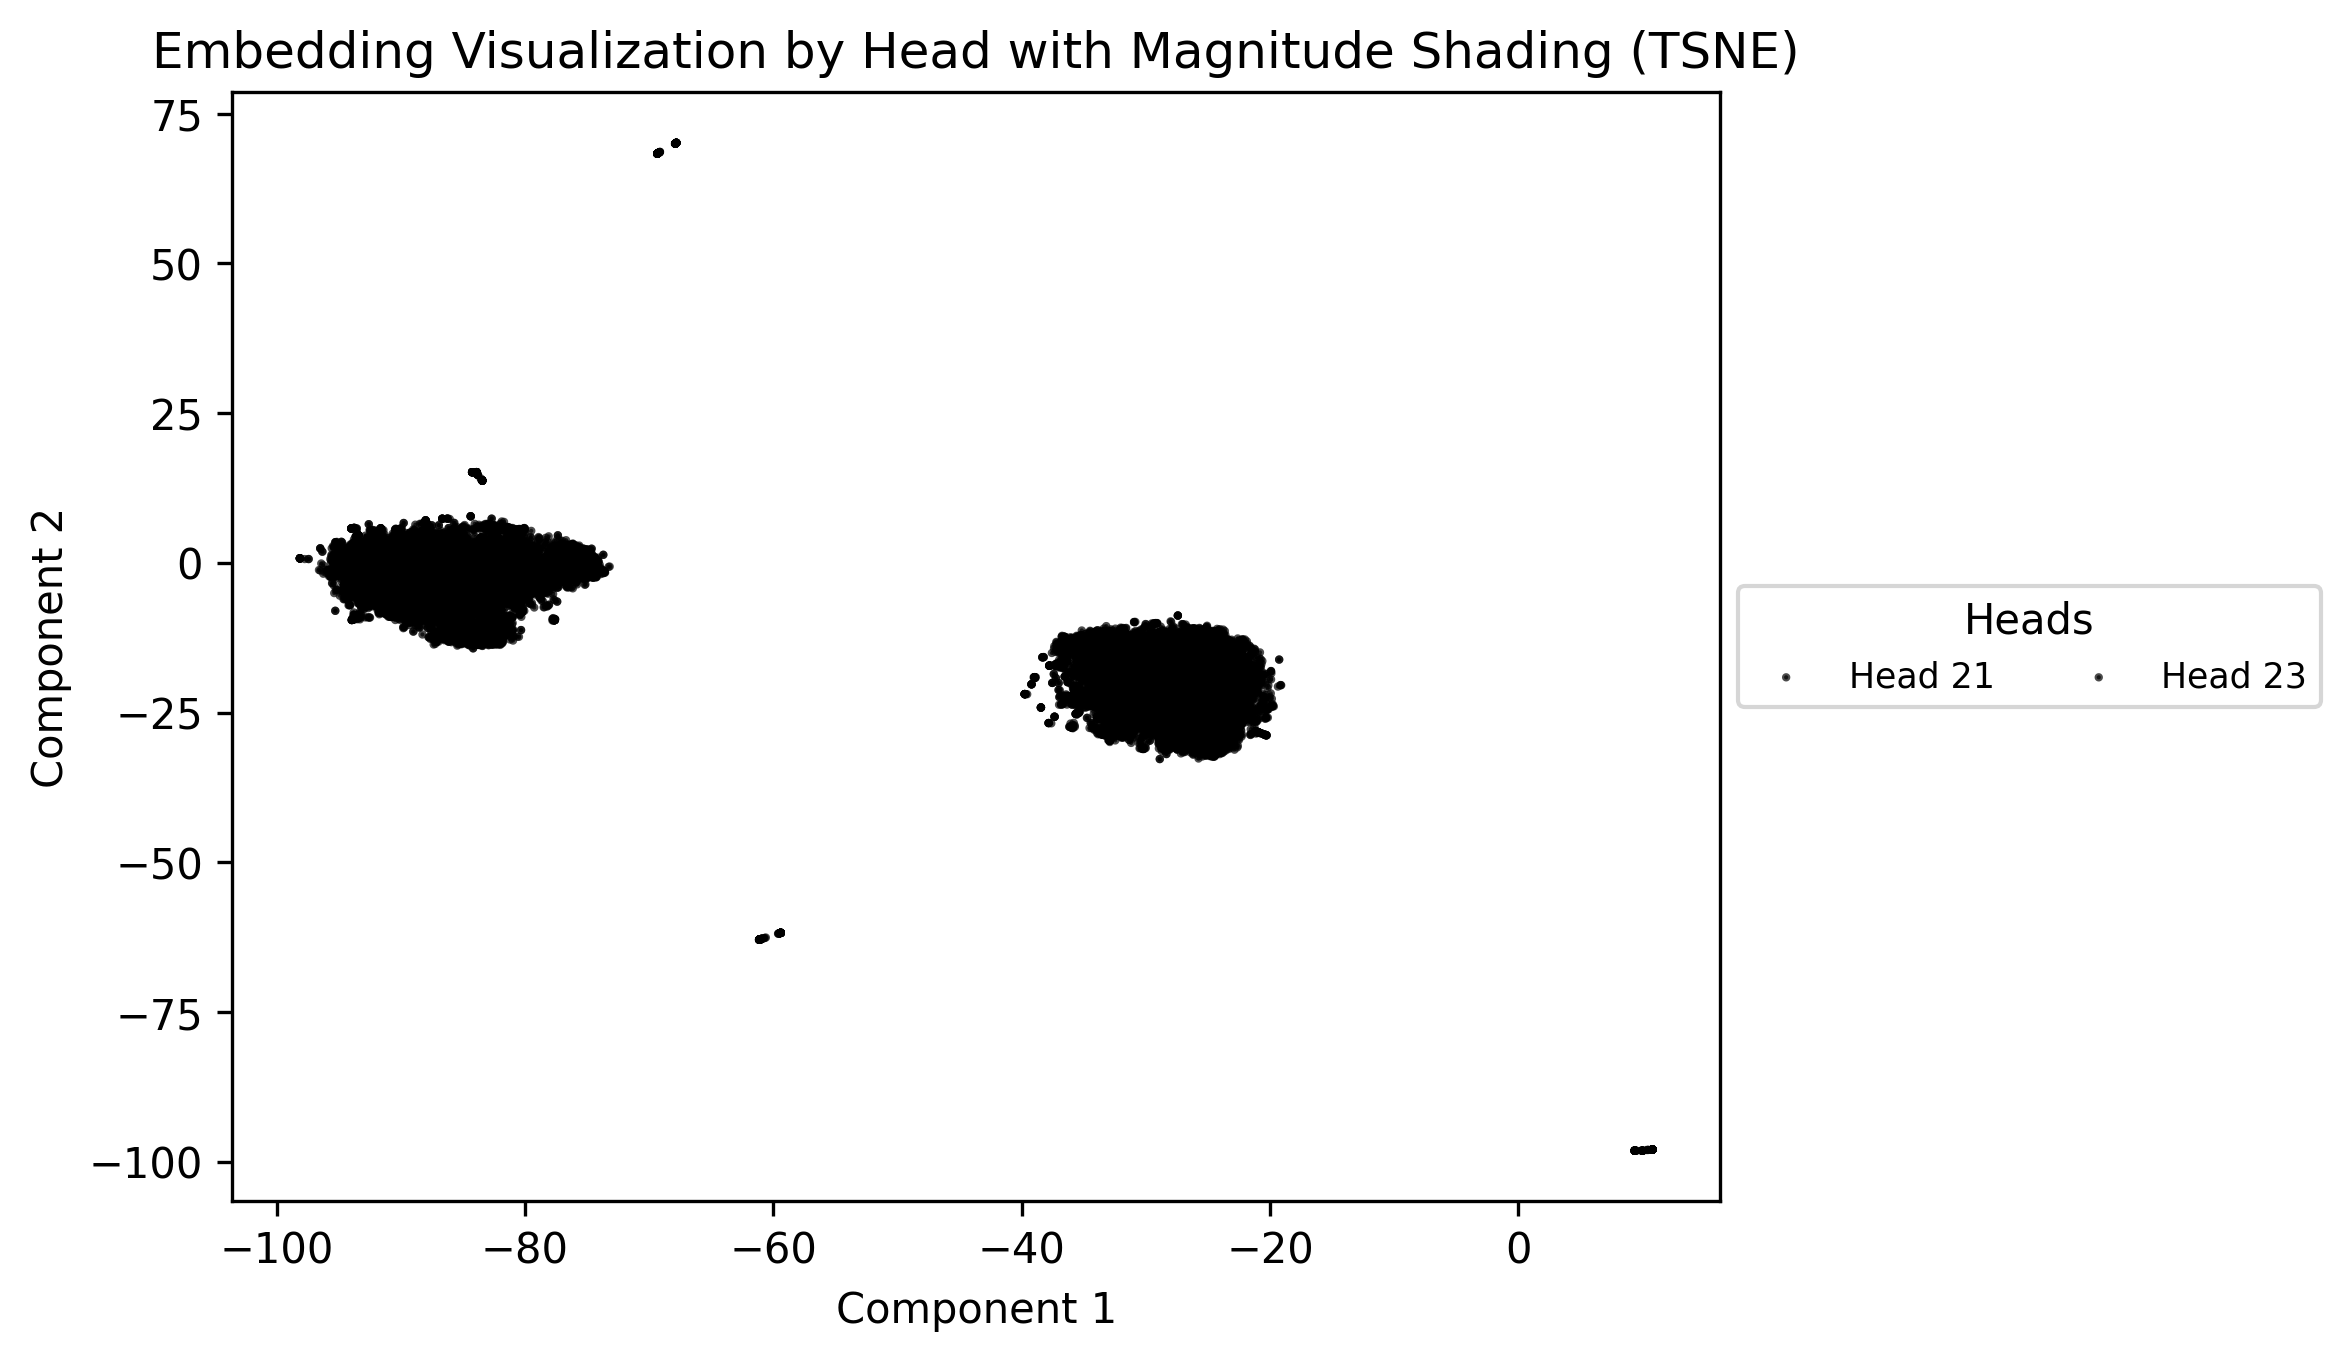 Embedding Visualization by Head with Magnitude Shading (TSNE)
75
50
25
0
−25
−50
−75
−100
Component 2
−100 −80 −60 −40 −20 0
Component 1
Heads
Head 21 Head 23